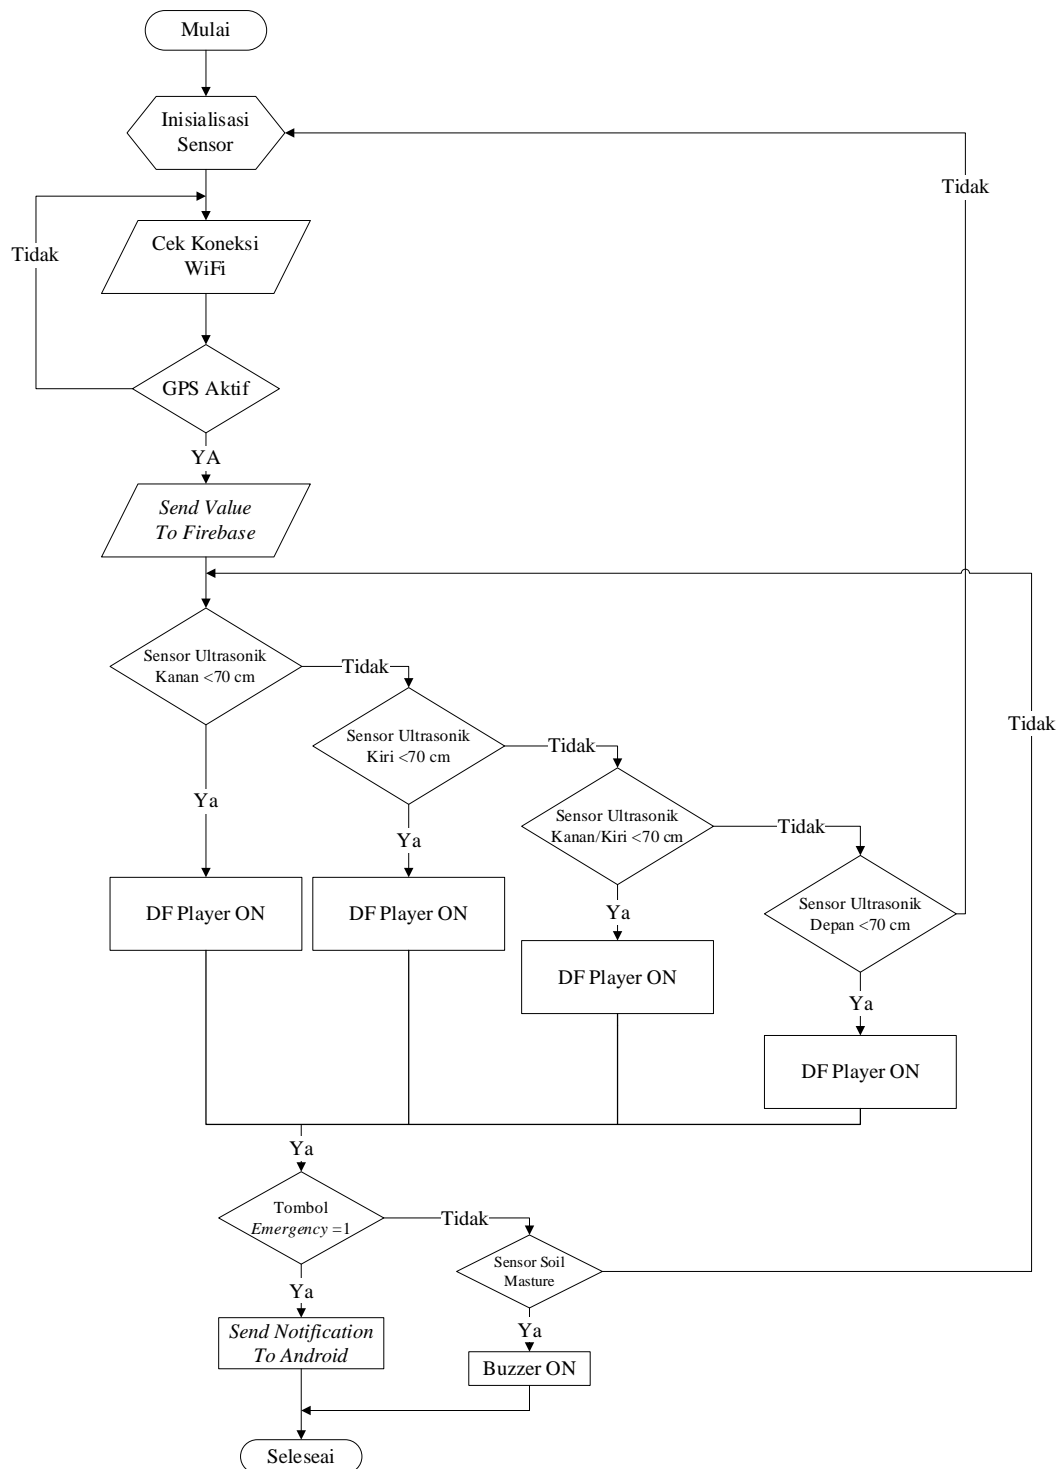 Mulai
Inisialisasi
Sensor
Tidak
Tidak
Cek Koneksi
WiFi
GPS Aktif
YA
Send Value
To Firebase
Sensor Ultrasonik
Kanan <70 cm
Tidak
Sensor Ultrasonik
Kiri <70 cm
Tidak
Tidak
Sensor Ultrasonik
Kanan/Kiri <70 cm
Tidak
Ya
Ya
Sensor Ultrasonik
Depan <70 cm
DF Player ON
DF Player ON
Ya
DF Player ON
Ya
DF Player ON
Ya
Tombol
Emergency =1
Tidak
Sensor Soil
Masture
Ya
Send Notification
To Android
Ya
Buzzer ON
Seleseai